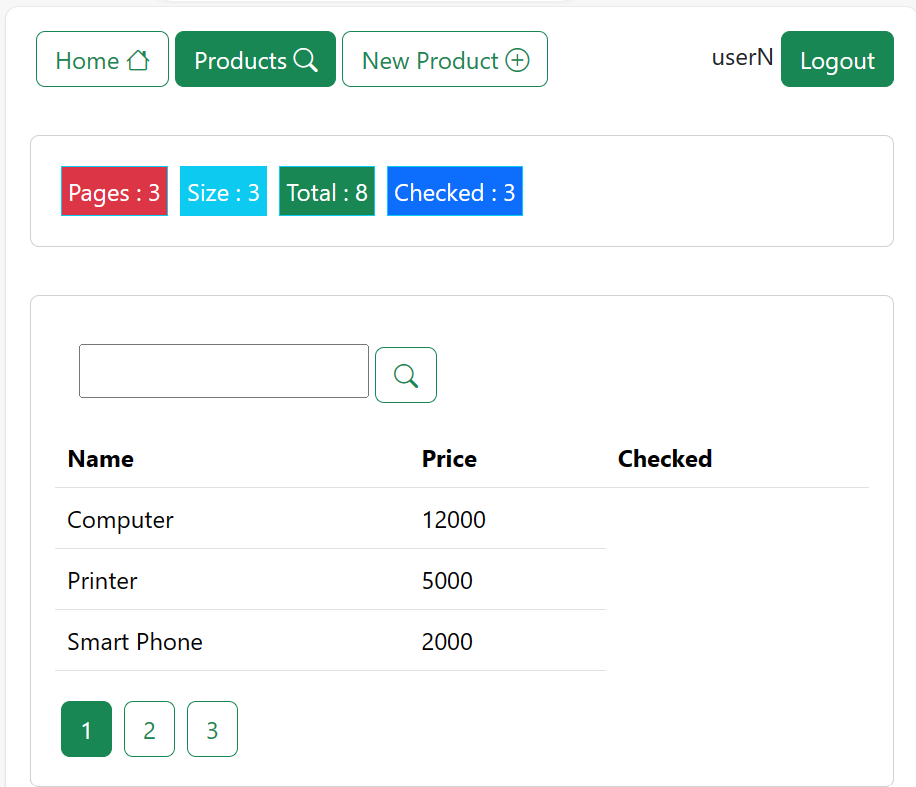 Home Products New Product userN Logout
Pages : 3 Size : 3 Total : 8 Checked : 3
Name Price Checked
Computer 12000
Printer 5000
Smart Phone 2000
1 2 3